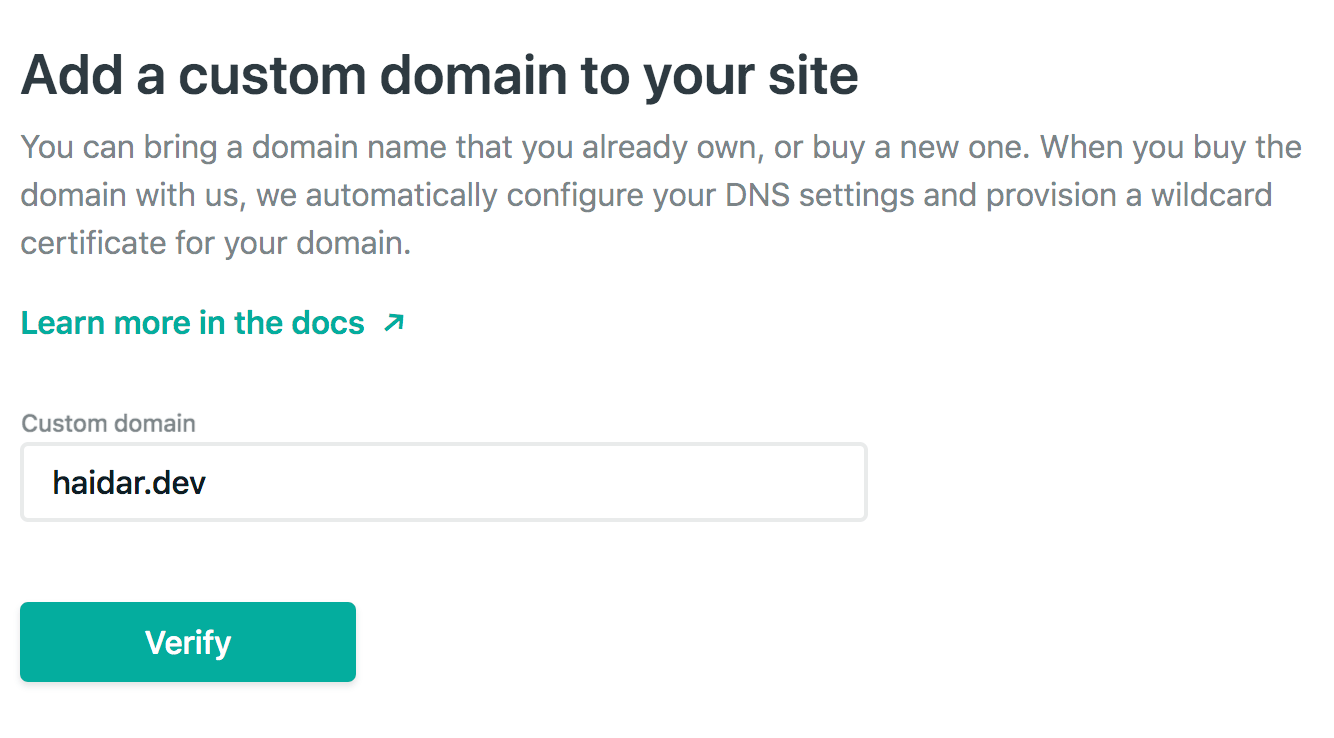 Add a custom domain to your site
You can bring a domain name that you already own, or buy a new one. When you buy the
domain with us, we automatically configure your DNS settings and provision a wildcard
certificate for your domain.
Learn more in the docs ↗
Custom domain
haidar.dev
Verify